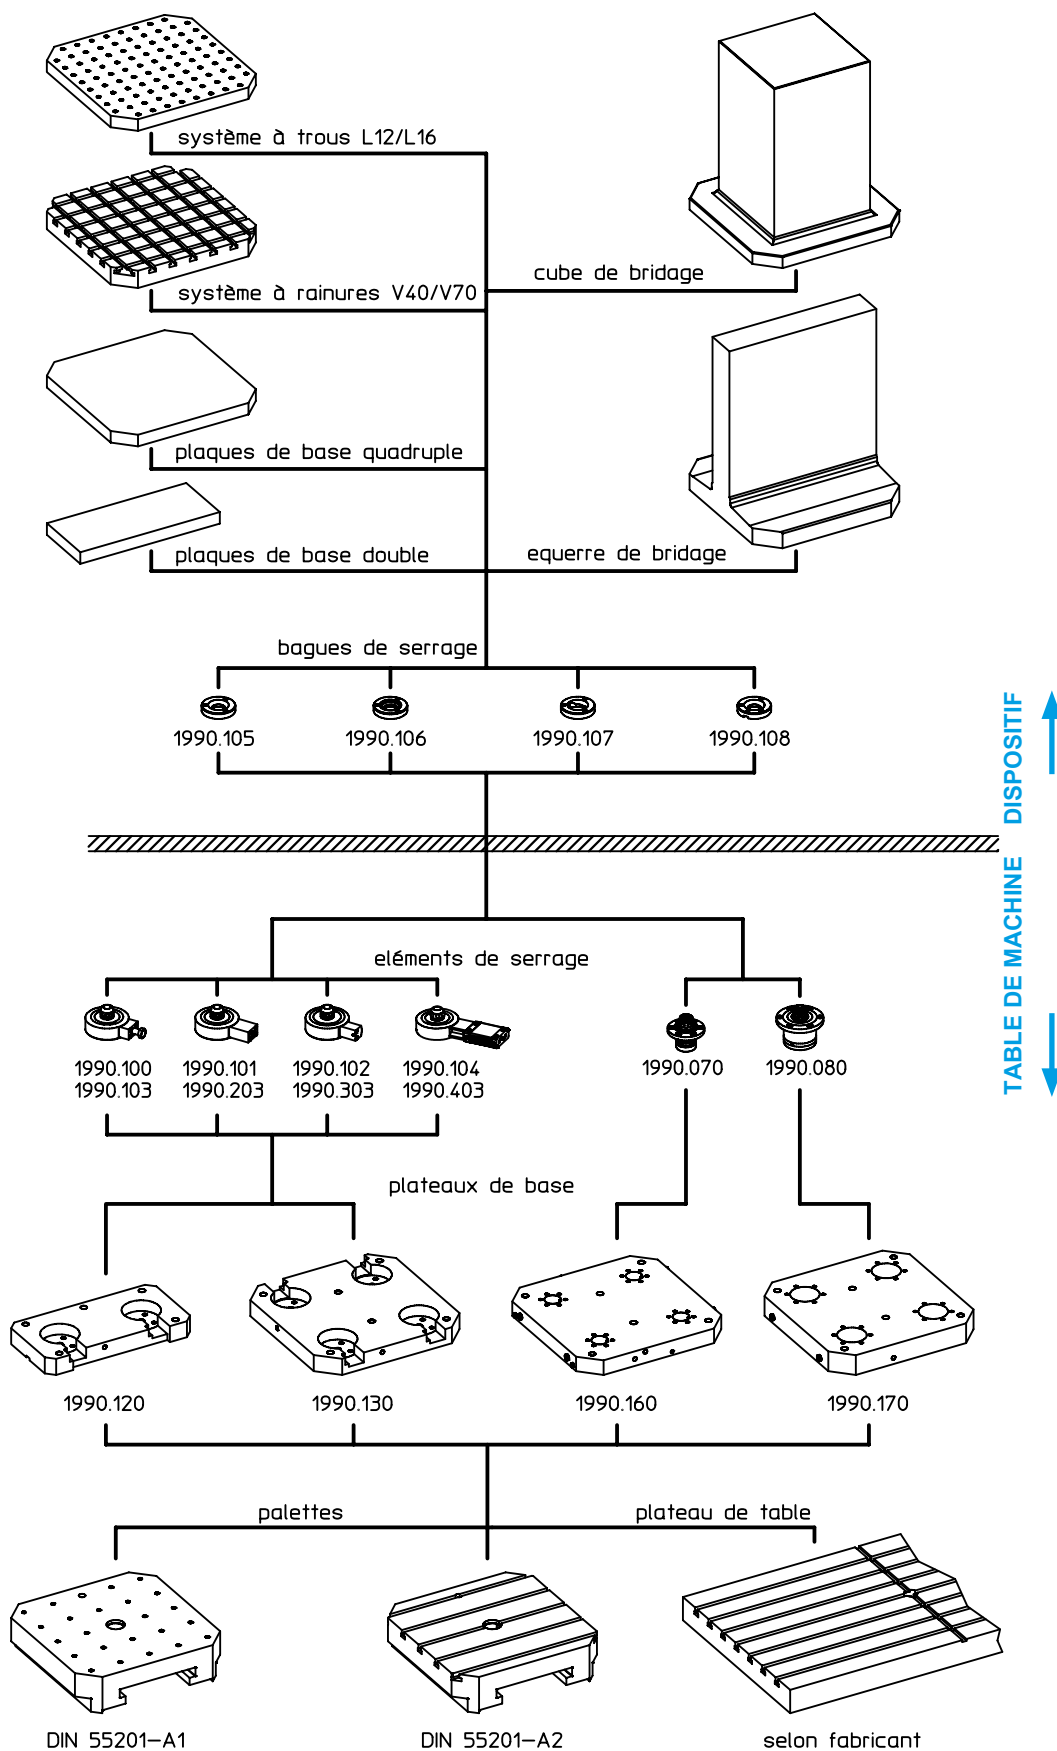 système à trous L12/L16
cube de bridage
système à rainures V40/V70
plaques de base quadruple
plaques de base double
equerre de bridage
bagues de serrage
1990.105
1990.106
1990.107
1990.108
DISPOSITIF
TABLE DE MACHINE
eléments de serrage
1990.100
1990.103
1990.101
1990.203
1990.102
1990.303
1990.104
1990.403
1990.070
1990.080
plateaux de base
1990.120
1990.130
1990.160
1990.170
palettes
plateau de table
DIN 55201-A1
DIN 55201-A2
selon fabricant